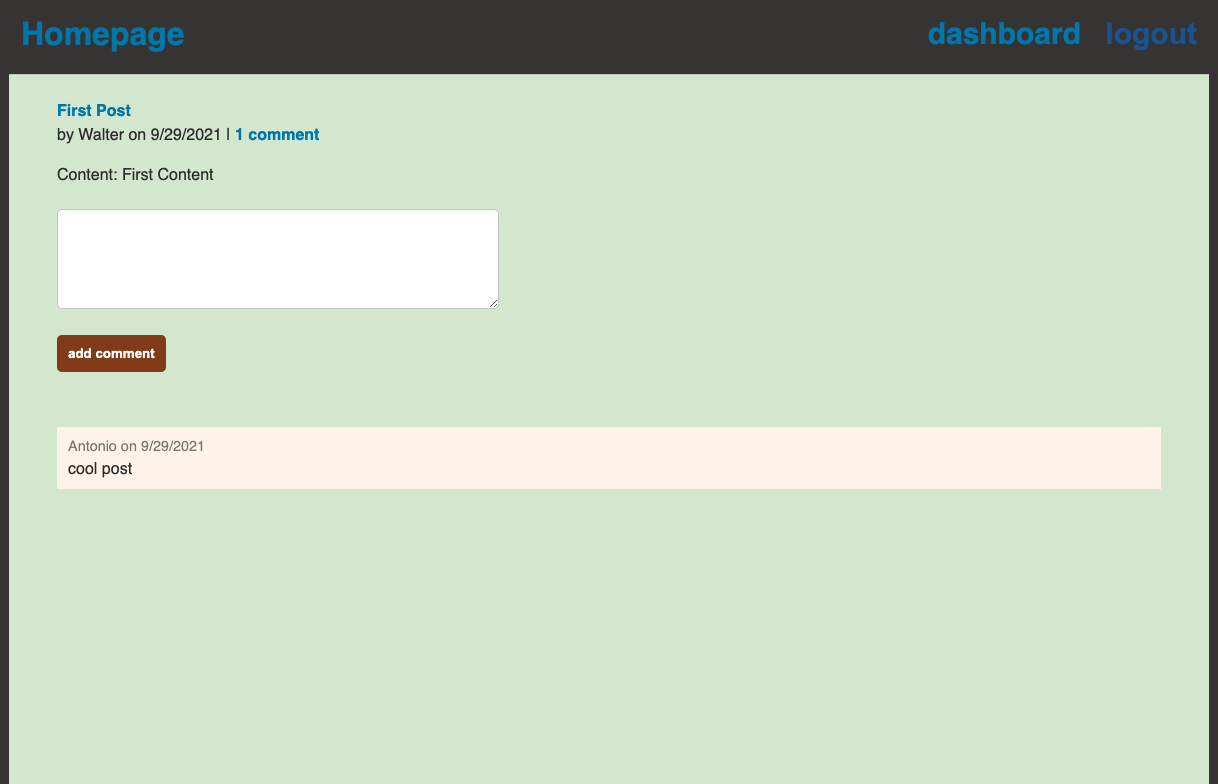 Homepage dashboard logout
First Post
by Walter on 9/29/2021 | 1 comment
Content: First Content
add comment
Antonio on 9/29/2021
cool post